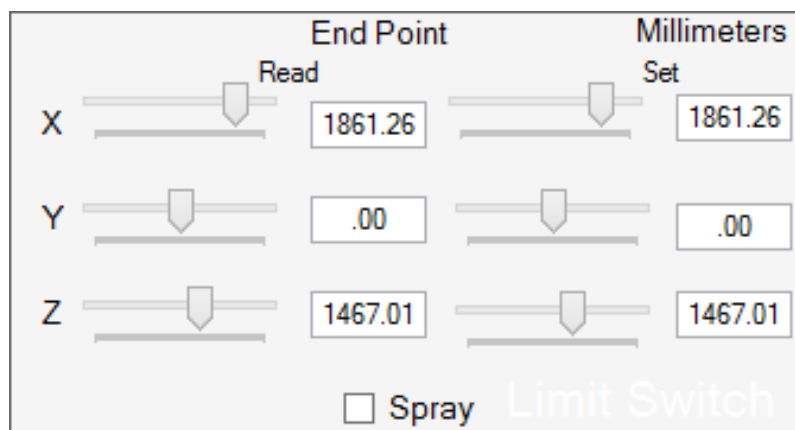 End Point Millimeters
Read Set
X 1861.26 1861.26
Y .00 .00
Z 1467.01 1467.01
Spray Limit Switch